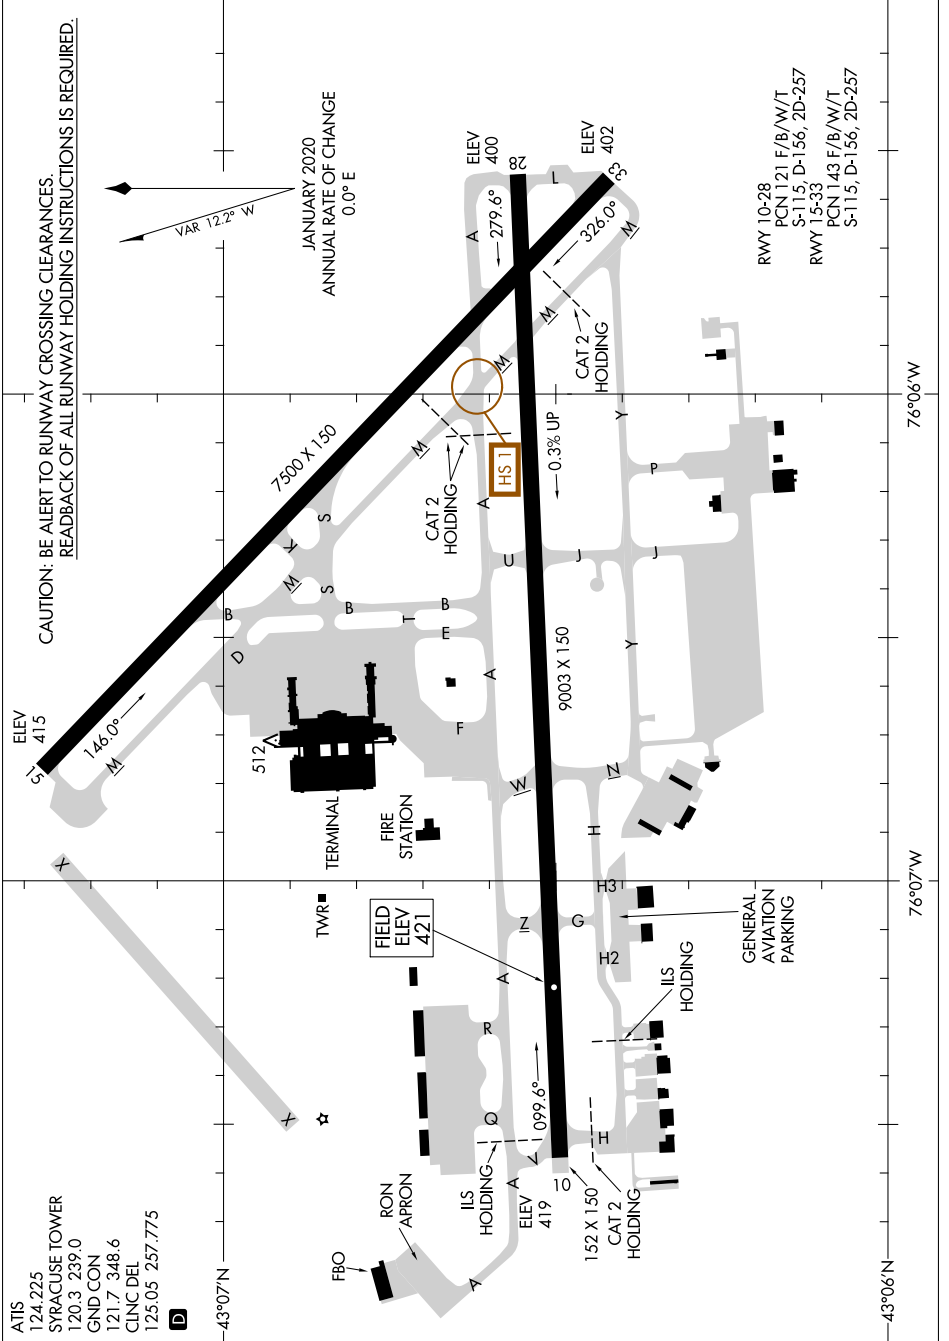 CAUTION: BE ALERT TO RUNWAY CROSSING CLEARANCES.
READBACK OF ALL RUNWAY HOLDING INSTRUCTIONS IS REQUIRED.
ATIS
124.225
SYRACUSE TOWER
120.3 239.0
GND CON
121.7 348.6
CLNC DEL
125.05 257.775
D
VAR 12.2° W
JANUARY 2020
ANNUAL RATE OF CHANGE
0.0° E
ELEV
415
15
146.0°
M
D
B
7500 X 150
K
M
S
S
B
T
B
E
M
CAT 2
HOLDING
A
U
HS 1
M
M
A
ELEV
400
28
279.6°
L
ELEV
402
33
326.0°
M
CAT 2
HOLDING
0.3% UP
Y
P
J
J
Y
9003 X 150
A
F
512
TERMINAL
FIRE
STATION
TWR
W
N
H
H3
Z
G
H2
FIELD
ELEV
421
A
GENERAL
AVIATION
PARKING
ILS
HOLDING
R
Q
099.6°
V
H
ILS
HOLDING
ELEV
419
10
152 X 150
CAT 2
HOLDING
A
RON
APRON
FBO
A
X
X
RWY 10-28
PCN 121 F/B/W/T
S-115, D-156, 2D-257
RWY 15-33
PCN 143 F/B/W/T
S-115, D-156, 2D-257
43°07'N
43°06'N
76°06'W
76°07'W